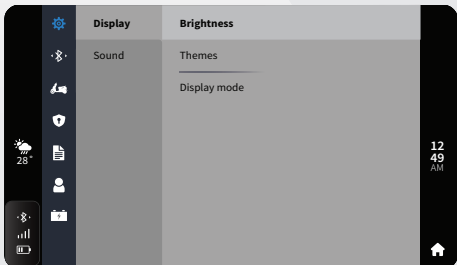 Display
Brightness
Sound
Themes
Display mode
28°
12
49
AM